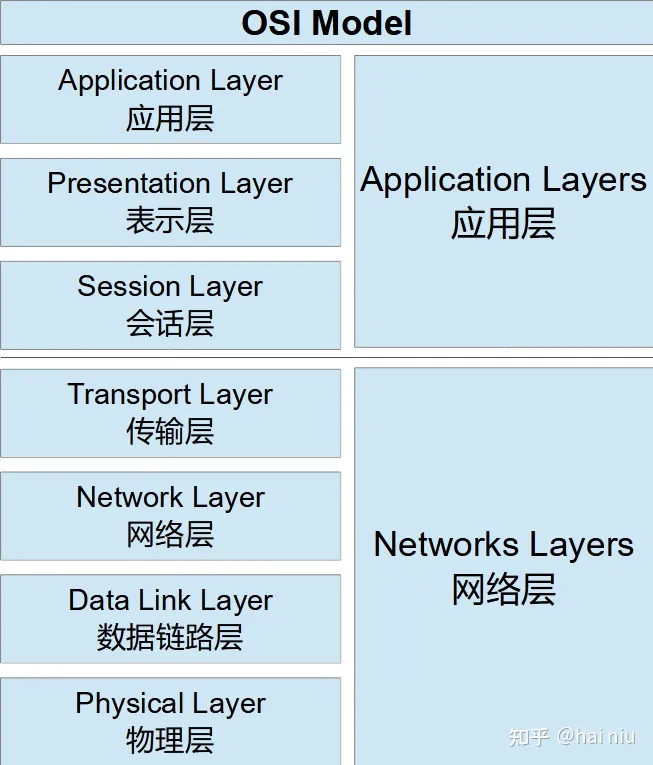 OSI Model
Application Layer
应用层
Presentation Layer
表示层
Session Layer
会话层
Application Layers
应用层
Transport Layer
传输层
Network Layer
网络层
Data Link Layer
数据链路层
Physical Layer
物理层
Networks Layers
网络层
知乎 @hai niu